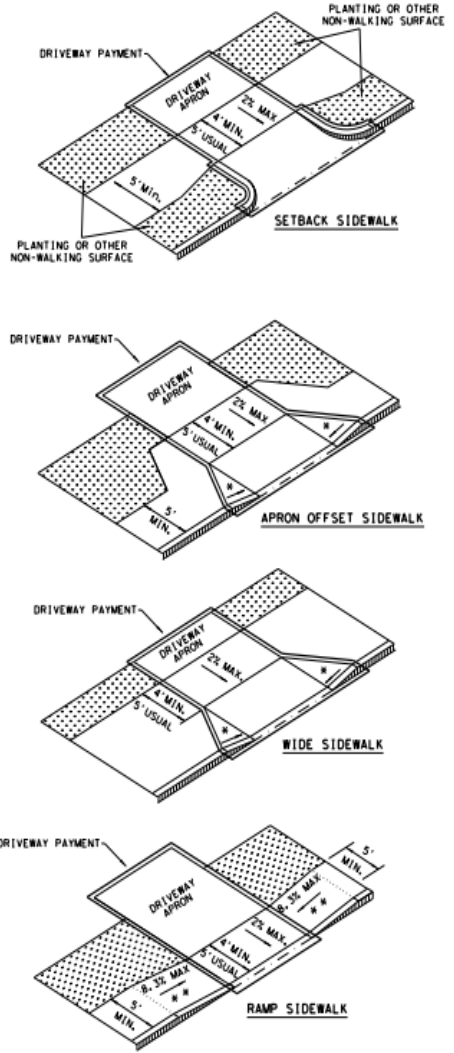 PLANTING OR OTHER
NON-WALKING SURFACE
DRIVEWAY PAYMENT
DRIVEWAY
APRON
2% MAX
4' MIN.
5' USUAL
5' Min.
PLANTING OR OTHER
NON-WALKING SURFACE
SETBACK SIDEWALK
DRIVEWAY PAYMENT
DRIVEWAY
APRON
2% MAX
4' MIN.
5' USUAL
*
*
5'
MIN.
APRON OFFSET SIDEWALK
DRIVEWAY PAYMENT
DRIVEWAY
APRON
2% MAX.
4' MIN.
5' USUAL
*
*
WIDE SIDEWALK
DRIVEWAY PAYMENT
5'
MIN.
DRIVEWAY
APRON
8.3% MAX
* *
2% MAX.
4' MIN.
5' USUAL
8.3% MAX
* *
5'
MIN.
RAMP SIDEWALK